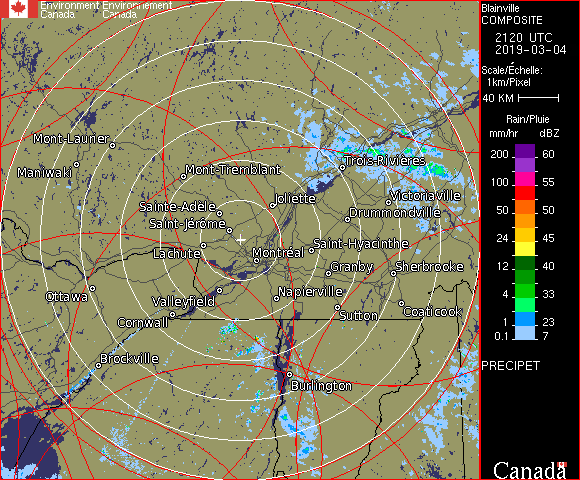 Environment Environnement
Canada Canada
Blainville
COMPOSITE
2120 UTC
2019-03-04
Scale/Échelle:
1km/Pixel
40 KM
Rain/Pluie
mm/hr dBZ
200 60
100 55
50 50
24 45
12 40
4 33
1 23
0.1 7
PRECIPET
Mont-Laurier
Maniwaki
Mont-Tremblant
Trois-Rivières
Sainte-Adèle
Joliette
Victoriaville
Drummondville
Saint-Jérôme
Lachute
Montréal
Saint-Hyacinthe
Granby
Sherbrooke
Ottawa
Valleyfield
Napierville
Cornwall
Sutton
Coaticook
Brockville
Burlington
Canada